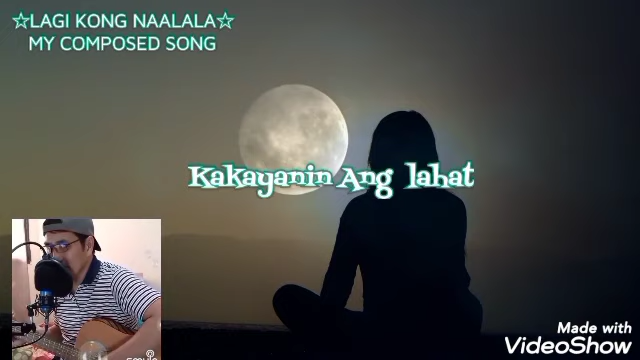 ☆LAGI KONG NAALALA☆
MY COMPOSED SONG
Kakayanin Ang lahat
Made with
VideoShow